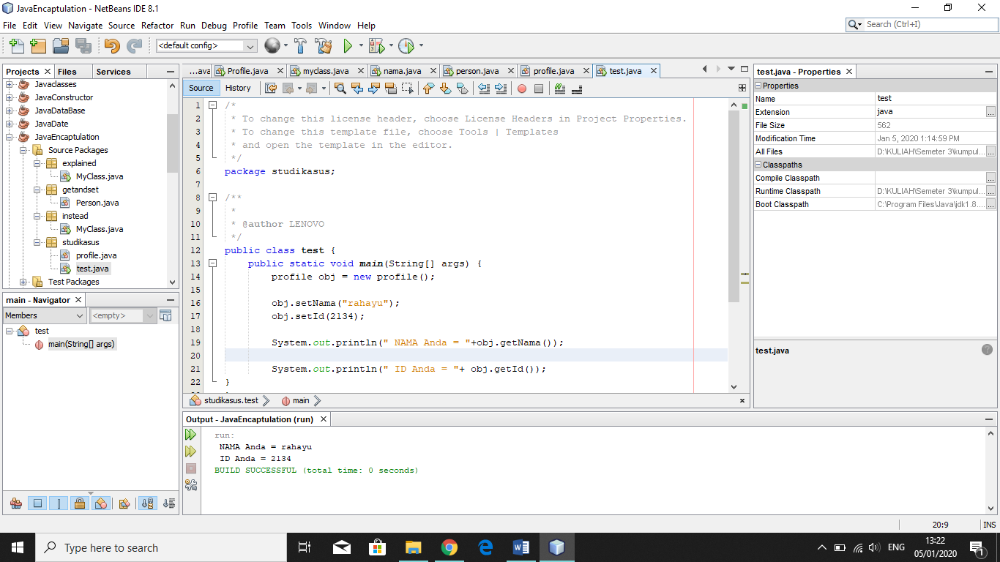 JavaEncaptulation - NetBeans IDE 8.1
File Edit View Navigate Source Refactor Run Debug Profile Team Tools Window Help
Search (Ctrl+I)
<default config>
Projects Files Services
Javaclasses
JavaConstructor
JavaDataBase
JavaDate
JavaEncaptulation
Source Packages
explained
MyClass.java
getandset
Person.java
instead
MyClass.java
studikasus
profile.java
test.java
Test Packages
main - Navigator
Members <empty>
test
main(String[] args)
...ava Profile.java myclass.java nama.java person.java profile.java test.java
Source History
1 /*
2 * To change this license header, choose License Headers in Project Properties.
3 * To change this template file, choose Tools | Templates
4 * and open the template in the editor.
5 */
6 package studikasus;
7
8 /**
9 *
10 * @author LENOVO
11 */
12 public class test {
13 public static void main(String[] args) {
14 profile obj = new profile();
15
16 obj.setNama("rahayu");
17 obj.setId(2134);
18
19 System.out.println(" NAMA Anda = "+obj.getNama());
20
21 System.out.println(" ID Anda = "+ obj.getId());
22 }
studikasus.test main
Output - JavaEncaptulation (run)
run:
NAMA Anda = rahayu
ID Anda = 2134
BUILD SUCCESSFUL (total time: 0 seconds)
test.java - Properties
Properties
Name test
Extension java
File Size 562
Modification Time Jan 5, 2020 1:14:59 PM
All Files D:\KULIAH\Semeter 3\kumpul...
Classpaths
Compile Classpath
Runtime Classpath D:\KULIAH\Semeter 3\kumpul...
Boot Classpath C:\Program Files\Java\jdk1.8....
test.java
20:9 INS
Type here to search
ENG
13:22
05/01/2020
1